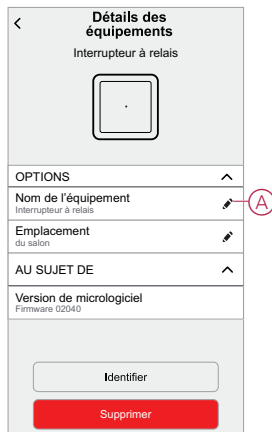 Détails des
équipements
Interrupteur à relais
OPTIONS
Nom de l'équipement
Interrupteur à relais
A
Emplacement
du salon
AU SUJET DE
Version de micrologiciel
Firmware 02040
Identifier
Supprimer